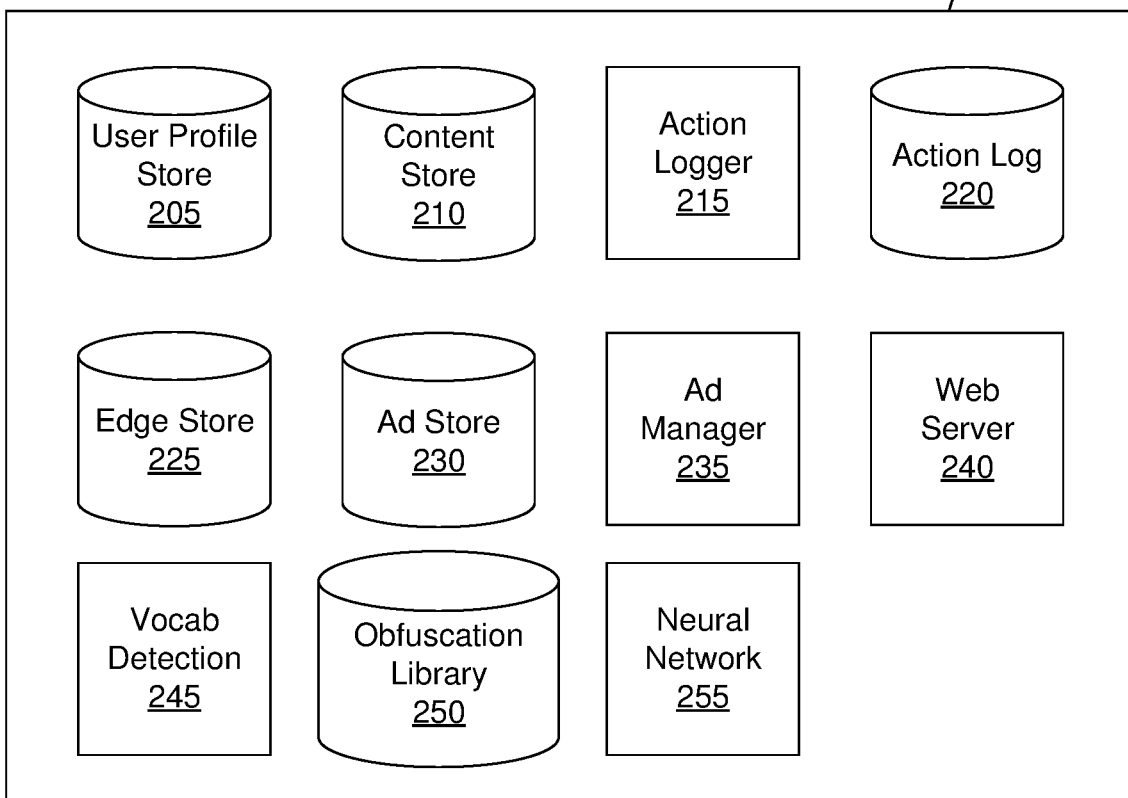 User Profile
Store
205
Content
Store
210
Action
Logger
215
Action Log
220
Edge Store
225
Ad Store
230
Ad
Manager
235
Web
Server
240
Vocab
Detection
245
Obfuscation
Library
250
Neural
Network
255